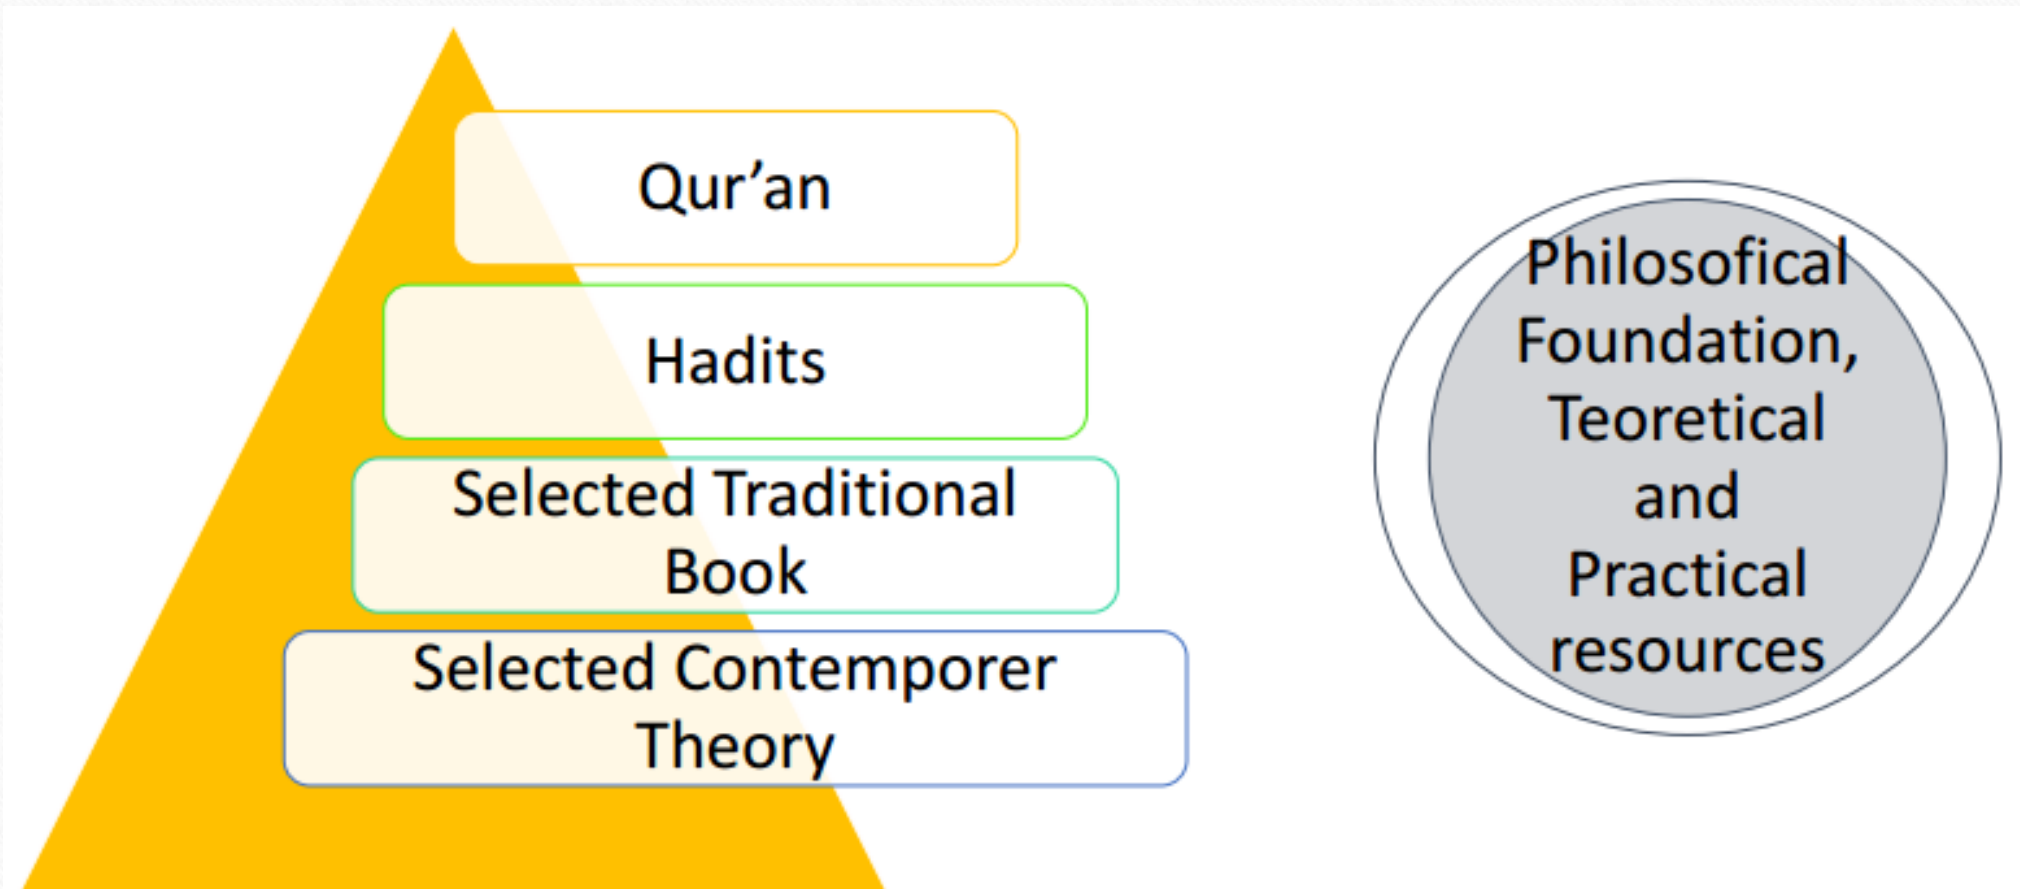 Qur’an
Hadits
Selected Traditional
Book
Selected Contemporer
Theory
Philosofical
Foundation,
Teoretical
and
Practical
resources